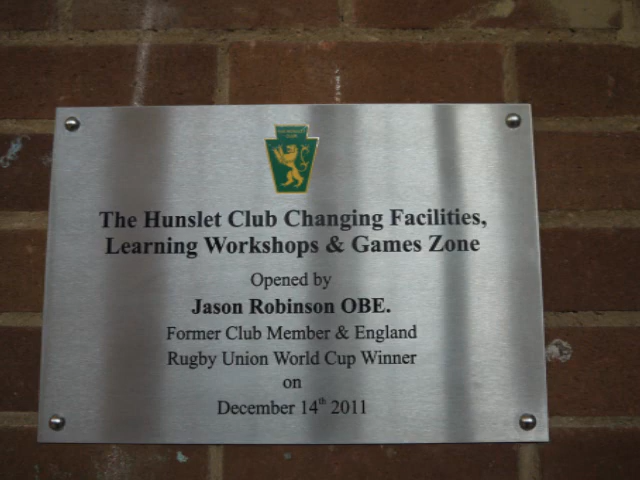 The Hunslet Club Changing Facilities,
Learning Workshops & Games Zone
Opened by
Jason Robinson OBE.
Former Club Member & England
Rugby Union World Cup Winner
on
December 14th 2011